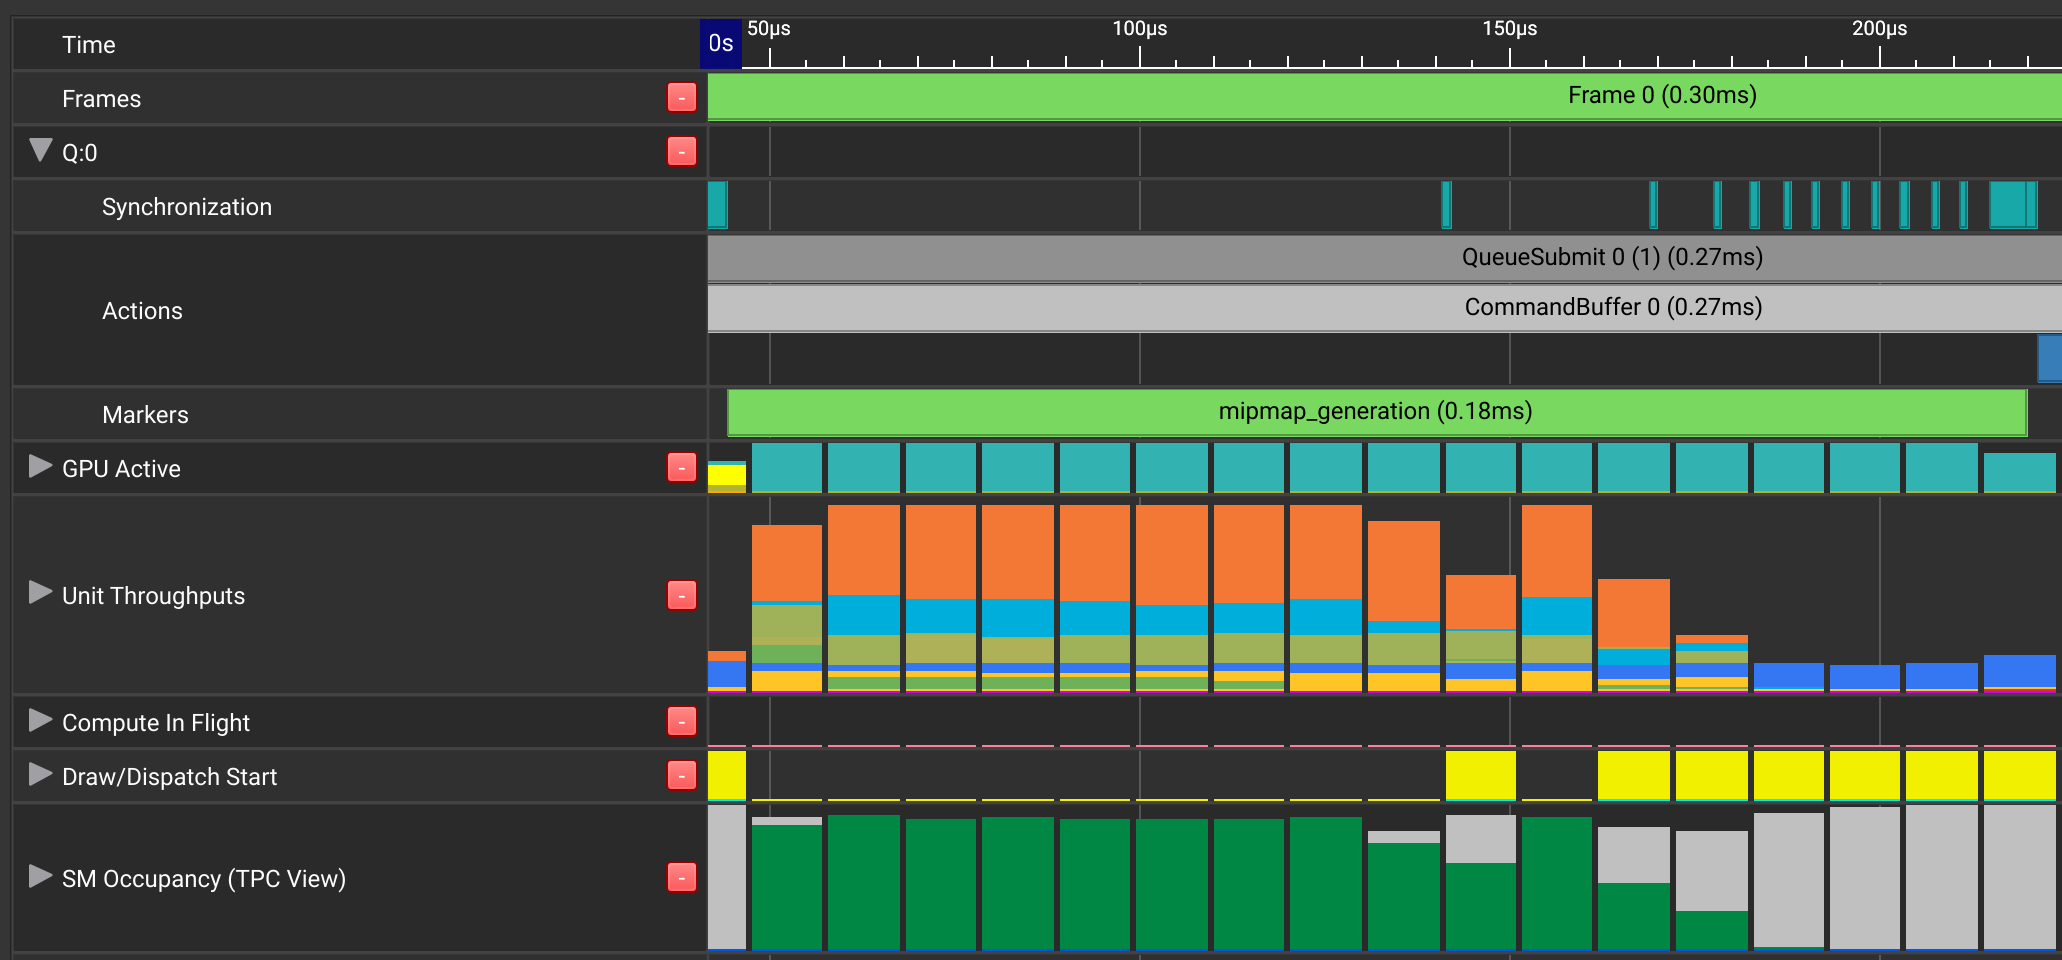 Time
0s 50µs 100µs 150µs 200µs
Frames - Frame 0 (0.30ms)
Q:0 -
Synchronization
QueueSubmit 0 (1) (0.27ms)
Actions CommandBuffer 0 (0.27ms)
Markers mipmap_generation (0.18ms)
GPU Active -
Unit Throughputs -
Compute In Flight -
Draw/Dispatch Start -
SM Occupancy (TPC View) -